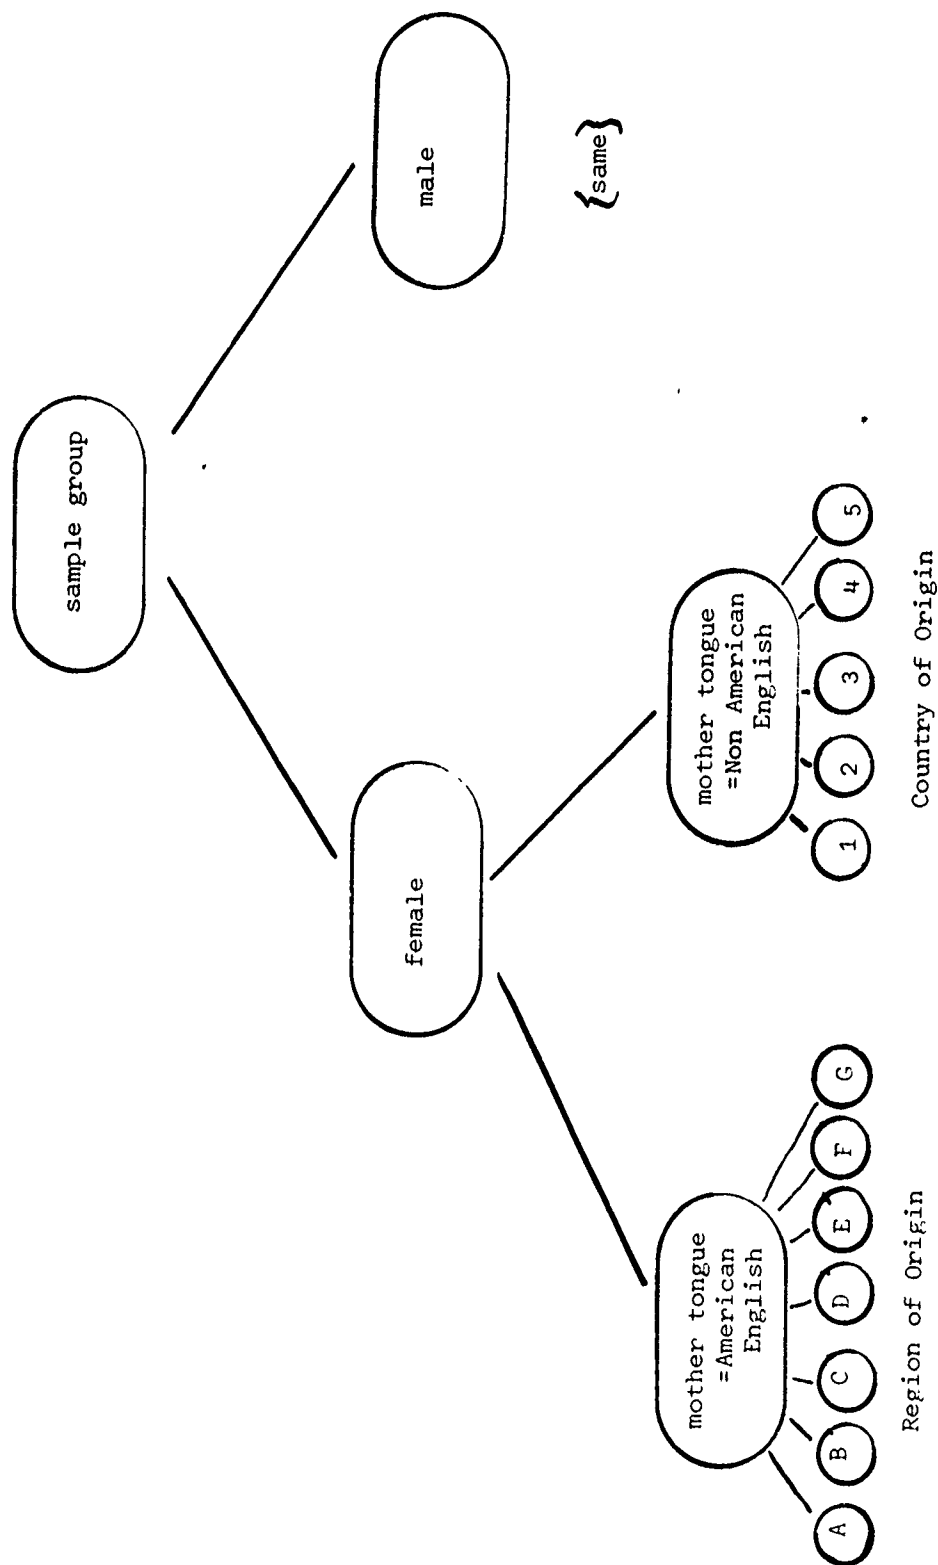 sample group
female
male
{same}
mother tongue
=American
English
mother tongue
=Non American
English
A B C D E F G
1 2 3 4 5
Region of Origin
Country of Origin